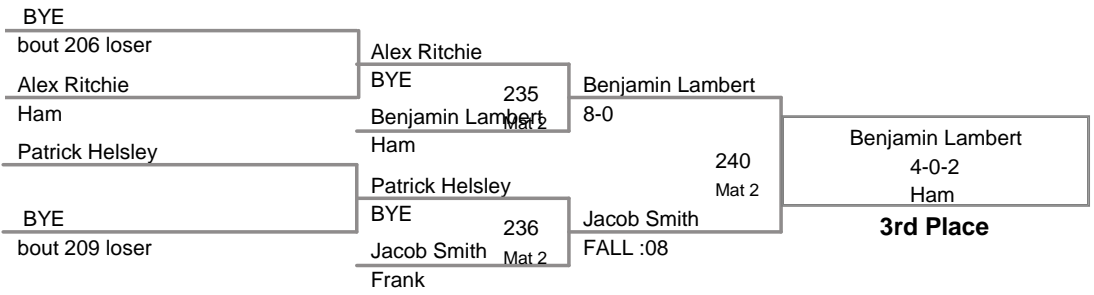 BYE
bout 206 loser
Alex Ritchie
Ham
Patrick Helsley
BYE
bout 209 loser
Alex Ritchie
BYE
235
Mat 2
Benjamin Lambert
Ham
Patrick Helsley
BYE
236
Mat 2
Jacob Smith
Frank
Benjamin Lambert
8-0
240
Mat 2
Jacob Smith
FALL :08
Benjamin Lambert
4-0-2
Ham
3rd Place